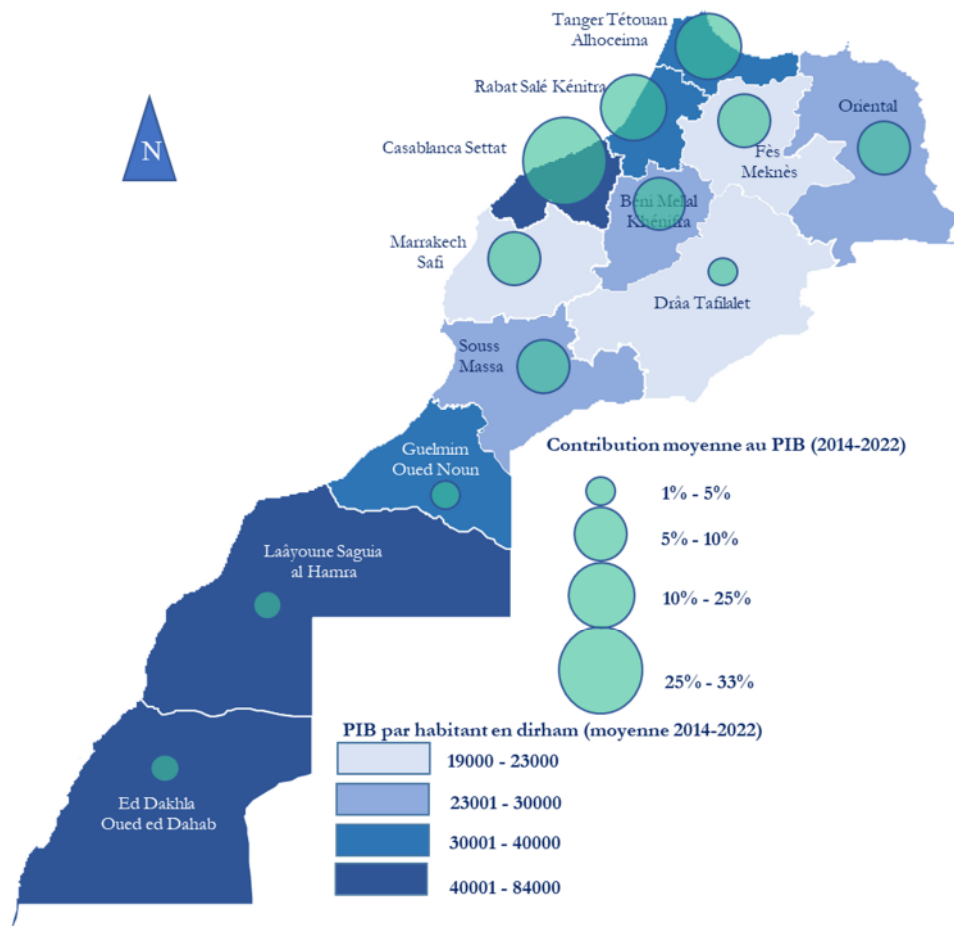 Tanger Tétouan
Alhoceima
Rabat Salé Kénitra
Oriental
Casablanca Settat
Fès
Meknès
Béni Mellal
Khénifra
Marrakech
Safi
Drâa Tafilalet
Souss
Massa
Guelmim
Oued Noun
Laâyoune Saguia
al Hamra
Ed Dakhla
Oued ed Dahab
N
Contribution moyenne au PIB (2014-2022)
1% - 5%
5% - 10%
10% - 25%
25% - 33%
PIB par habitant en dirham (moyenne 2014-2022)
19000 - 23000
23001 - 30000
30001 - 40000
40001 - 84000